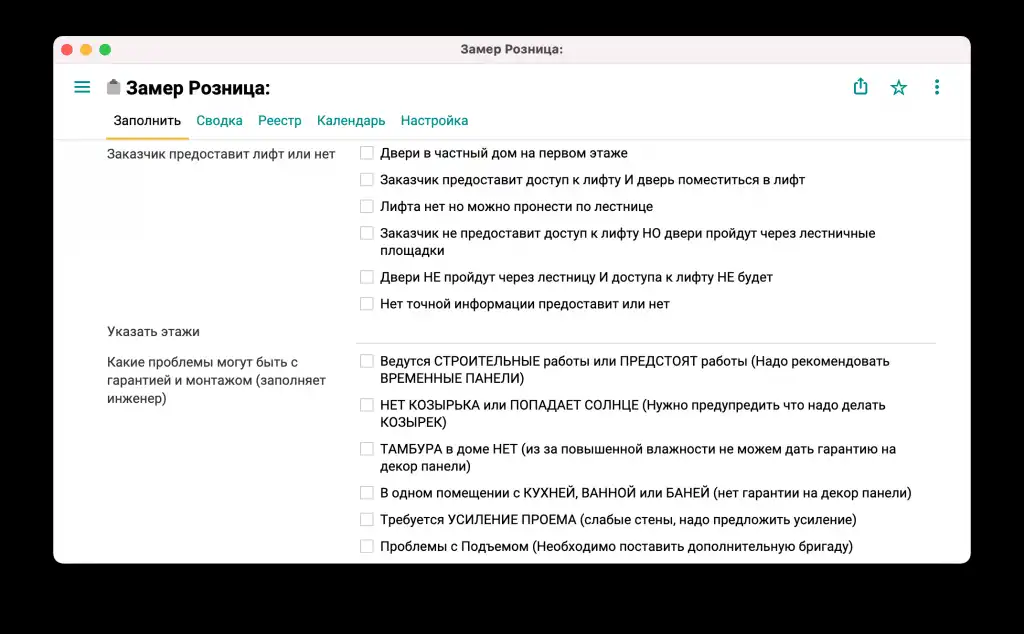 Замер Розница:
Замер Розница:
Заполнить Сводка Реестр Календарь Настройка
Заказчик предоставит лифт или нет
Двери в частный дом на первом этаже
Заказчик предоставит доступ к лифту И дверь поместиться в лифт
Лифта нет но можно пронести по лестнице
Заказчик не предоставит доступ к лифту НО двери пройдут через лестничные
площадки
Двери НЕ пройдут через лестницу И доступа к лифту НЕ будет
Нет точной информации предоставит или нет
Указать этажи
Какие проблемы могут быть с
гарантией и монтажом (заполняет
инженер)
Ведутся СТРОИТЕЛЬНЫЕ работы или ПРЕДСТОЯТ работы (Надо рекомендовать
ВРЕМЕННЫЕ ПАНЕЛИ)
НЕТ КОЗЫРЬКА или ПОПАДАЕТ СОЛНЦЕ (Нужно предупредить что надо делать
КОЗЫРЕК)
ТАМБУРА в доме НЕТ (из за повышенной влажности не можем дать гарантию на
декор панели)
В одном помещении с КУХНЕЙ, ВАННОЙ или БАНЕЙ (нет гарантии на декор панели)
Требуется УСИЛЕНИЕ ПРОЕМА (слабые стены, надо предложить усиление)
Проблемы с Подъемом (Необходимо поставить дополнительную бригаду)